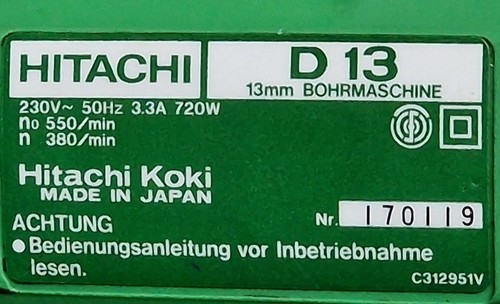 HITACHI
D 13
13mm BOHRMASCHINE
230V~ 50Hz 3.3A 720W
no 550/min
n 380/min
Hitachi Koki
MADE IN JAPAN
Nr. 170119
ACHTUNG
● Bedienungsanleitung vor Inbetriebnahme
lesen.
C312951V